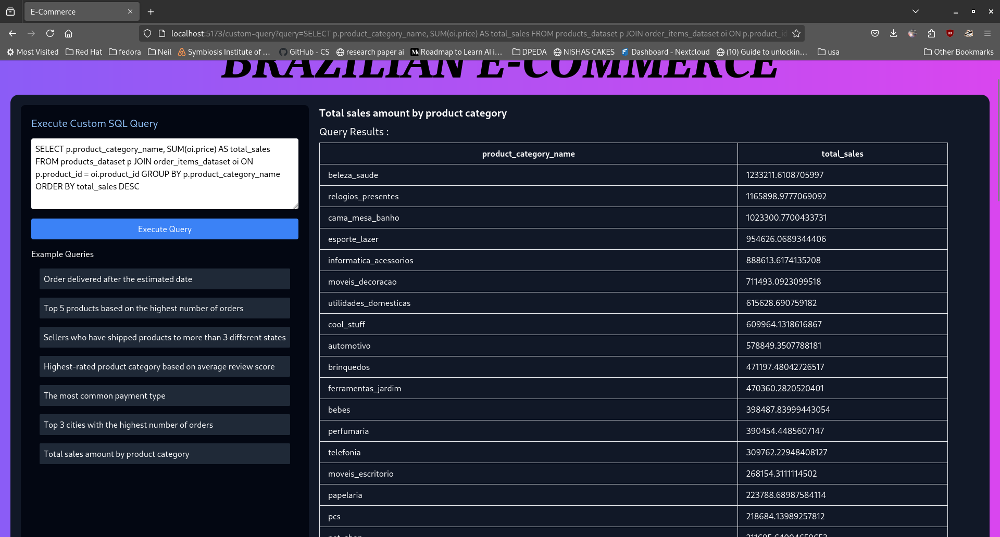 E-Commerce
localhost:5173/custom-query?query=SELECT p.product_category_name, SUM(oi.price) AS total_sales FROM products_dataset p JOIN order_items_dataset oi ON p.product_id
Most Visited Red Hat fedora Neil Symbiosis Institute of ... GitHub - CS research paper ai Roadmap to Learn AI i... DPEDA NISHAS CAKES Dashboard - Nextcloud (10) Guide to unlockin... usa Other Bookmarks
BRAZILIAN E-COMMERCE
Execute Custom SQL Query
SELECT p.product_category_name, SUM(oi.price) AS total_sales
FROM products_dataset p JOIN order_items_dataset oi ON
p.product_id = oi.product_id GROUP BY p.product_category_name
ORDER BY total_sales DESC
Execute Query
Example Queries
Order delivered after the estimated date
Top 5 products based on the highest number of orders
Sellers who have shipped products to more than 3 different states
Highest-rated product category based on average review score
The most common payment type
Top 3 cities with the highest number of orders
Total sales amount by product category
Total sales amount by product category
Query Results :
product_category_name total_sales
beleza_saude 1233211.6108705997
relogios_presentes 1165898.9777069092
cama_mesa_banho 1023300.7700433731
esporte_lazer 954626.0689344406
informatica_acessorios 888613.6174135208
moveis_decoracao 711493.0923099518
utilidades_domesticas 615628.690759182
cool_stuff 609964.1318616867
automotivo 578849.3507788181
brinquedos 471197.48042726517
ferramentas_jardim 470360.2820520401
bebes 398487.83999443054
perfumaria 390454.4485607147
telefonia 309762.22948408127
moveis_escritorio 268154.3111114502
papelaria 223788.68987584114
pcs 218684.13989257812